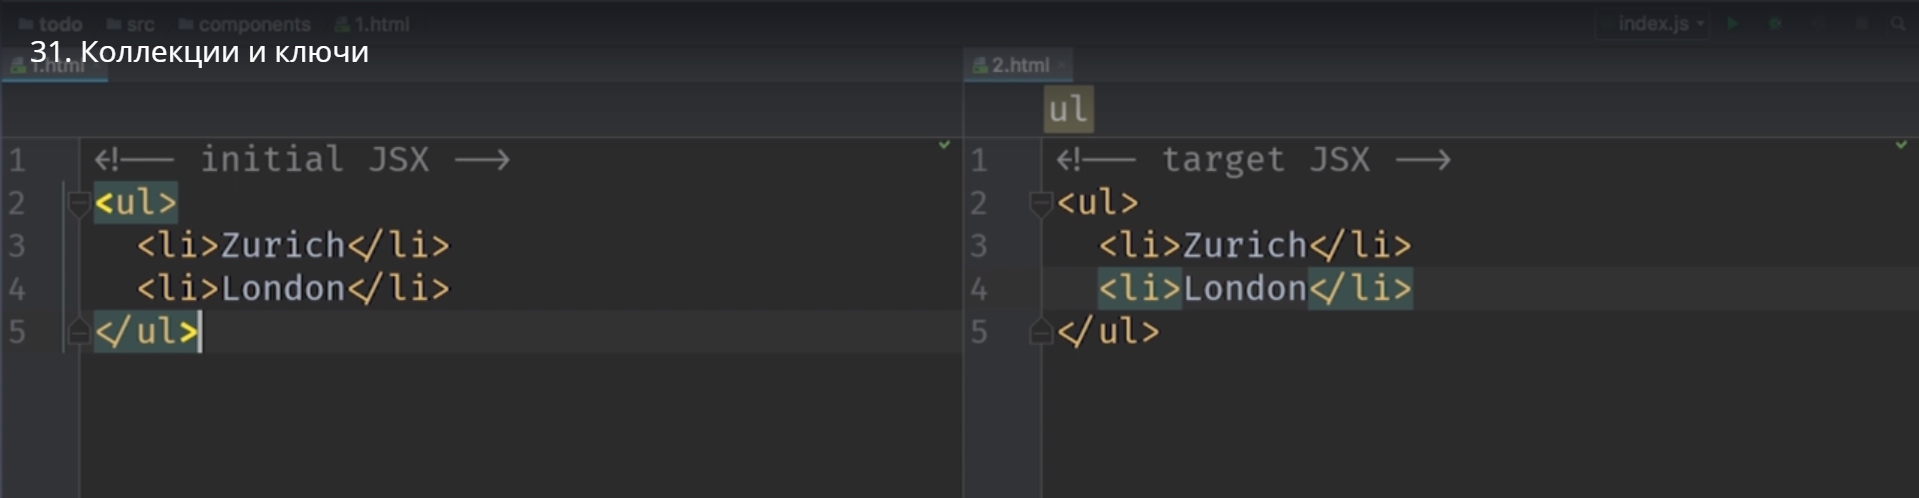 todo src components 1.html index.js
31. Коллекции и ключи
1.html 2.html
ul
1 <!-- initial JSX -->
2 <ul>
3 <li>Zurich</li>
4 <li>London</li>
5 </ul>
1 <!-- target JSX -->
2 <ul>
3 <li>Zurich</li>
4 <li>London</li>
5 </ul>